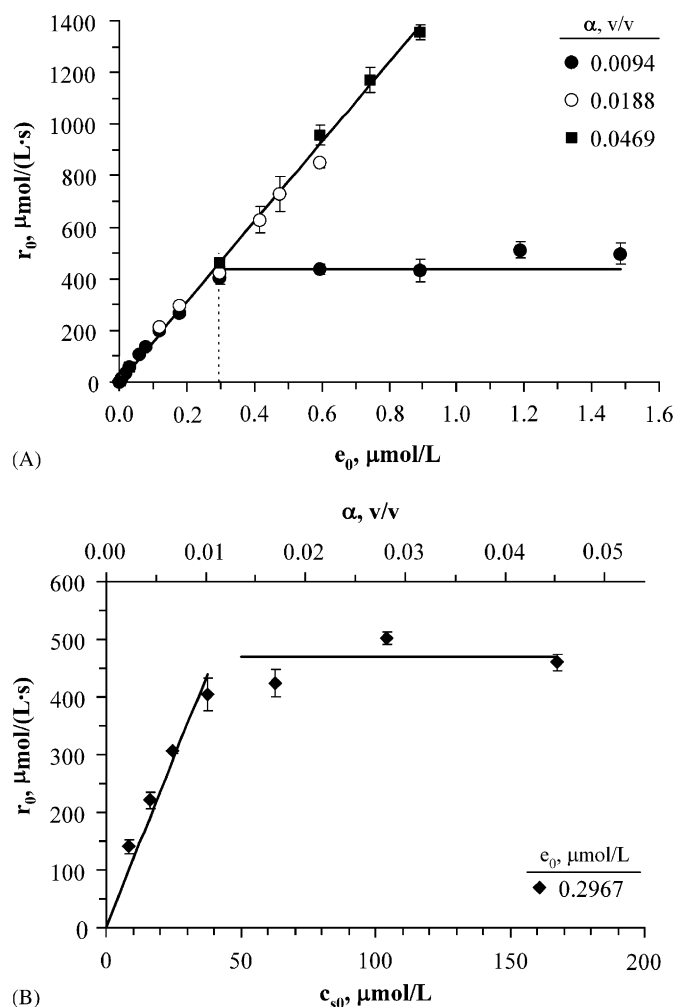 α, v/v
0.0094
0.0188
0.0469
1400
1200
1000
800
600
400
200
0
r₀, μmol/(L·s)
0.0 0.2 0.4 0.6 0.8 1.0 1.2 1.4 1.6
e₀, μmol/L
(A)
α, v/v
0.00 0.01 0.02 0.03 0.04 0.05
600
500
400
300
200
100
0
r₀, μmol/(L·s)
e₀, μmol/L
0.2967
0 50 100 150 200
cₛ₀, μmol/L
(B)